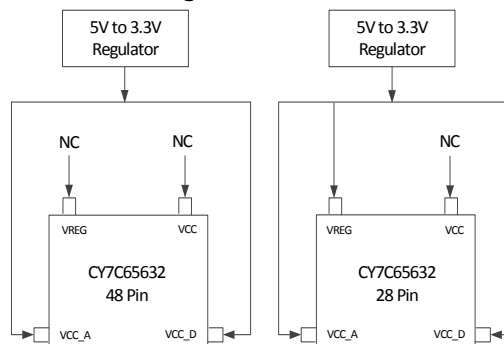 5V to 3.3V
Regulator
NC
NC
VREG
VCC
CY7C65632
48 Pin
VCC_A
VCC_D
5V to 3.3V
Regulator
NC
VREG
VCC
CY7C65632
28 Pin
VCC_A
VCC_D